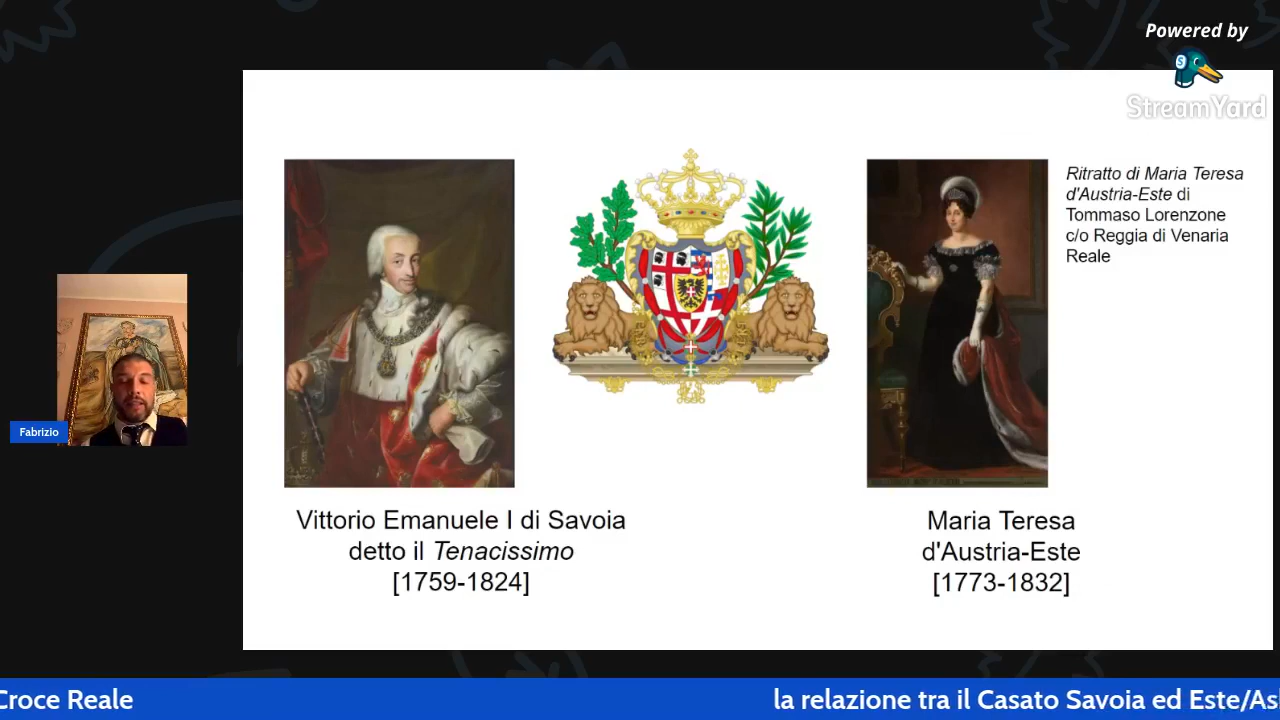 Powered by
StreamYard
Ritratto di Maria Teresa
d'Austria-Este di
Tommaso Lorenzone
c/o Reggia di Venaria
Reale
Fabrizio
Vittorio Emanuele I di Savoia
detto il Tenacissimo
[1759-1824]
Maria Teresa
d'Austria-Este
[1773-1832]
Croce Reale
la relazione tra il Casato Savoia ed Este/As